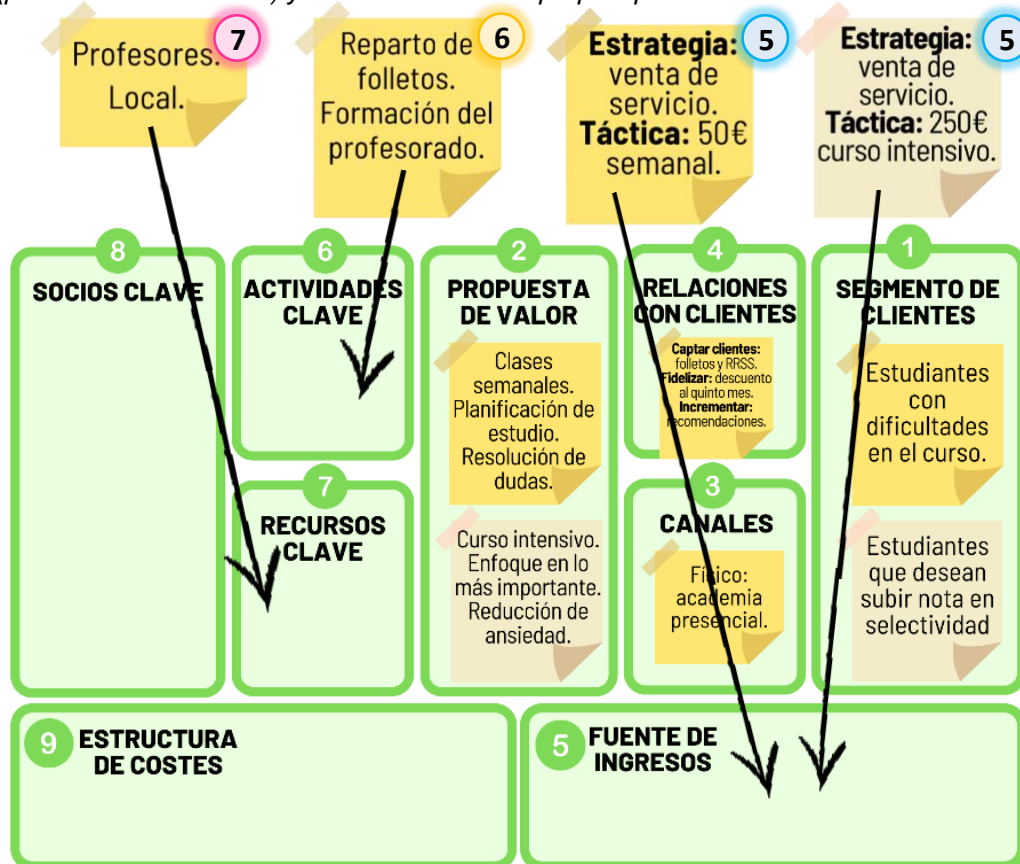 Profesores.
Local.
7
Reparto de
folletos.
Formación del
profesorado.
6
Estrategia:
venta de
servicio.
Táctica: 50€
semanal.
5
Estrategia:
venta de
servicio.
Táctica: 250€
curso intensivo.
5
8
SOCIOS CLAVE
6
ACTIVIDADES
CLAVE
7
RECURSOS
CLAVE
2
PROPUESTA
DE VALOR
Clases
semanales.
Planificación de
estudio.
Resolución de
dudas.
Curso intensivo.
Enfoque en lo
más importante.
Reducción de
ansiedad.
4
RELACIONES
CON CLIENTES
Captar clientes:
folletos y RRSS.
Fidelizar: descuento
al quinto mes.
Incrementar:
recomendaciones.
3
CANALES
Físico:
academia
presencial.
1
SEGMENTO DE
CLIENTES
Estudiantes
con
dificultades
en el curso.
Estudiantes
que desean
subir nota en
selectividad
9
ESTRUCTURA
DE COSTES
5
FUENTE DE
INGRESOS